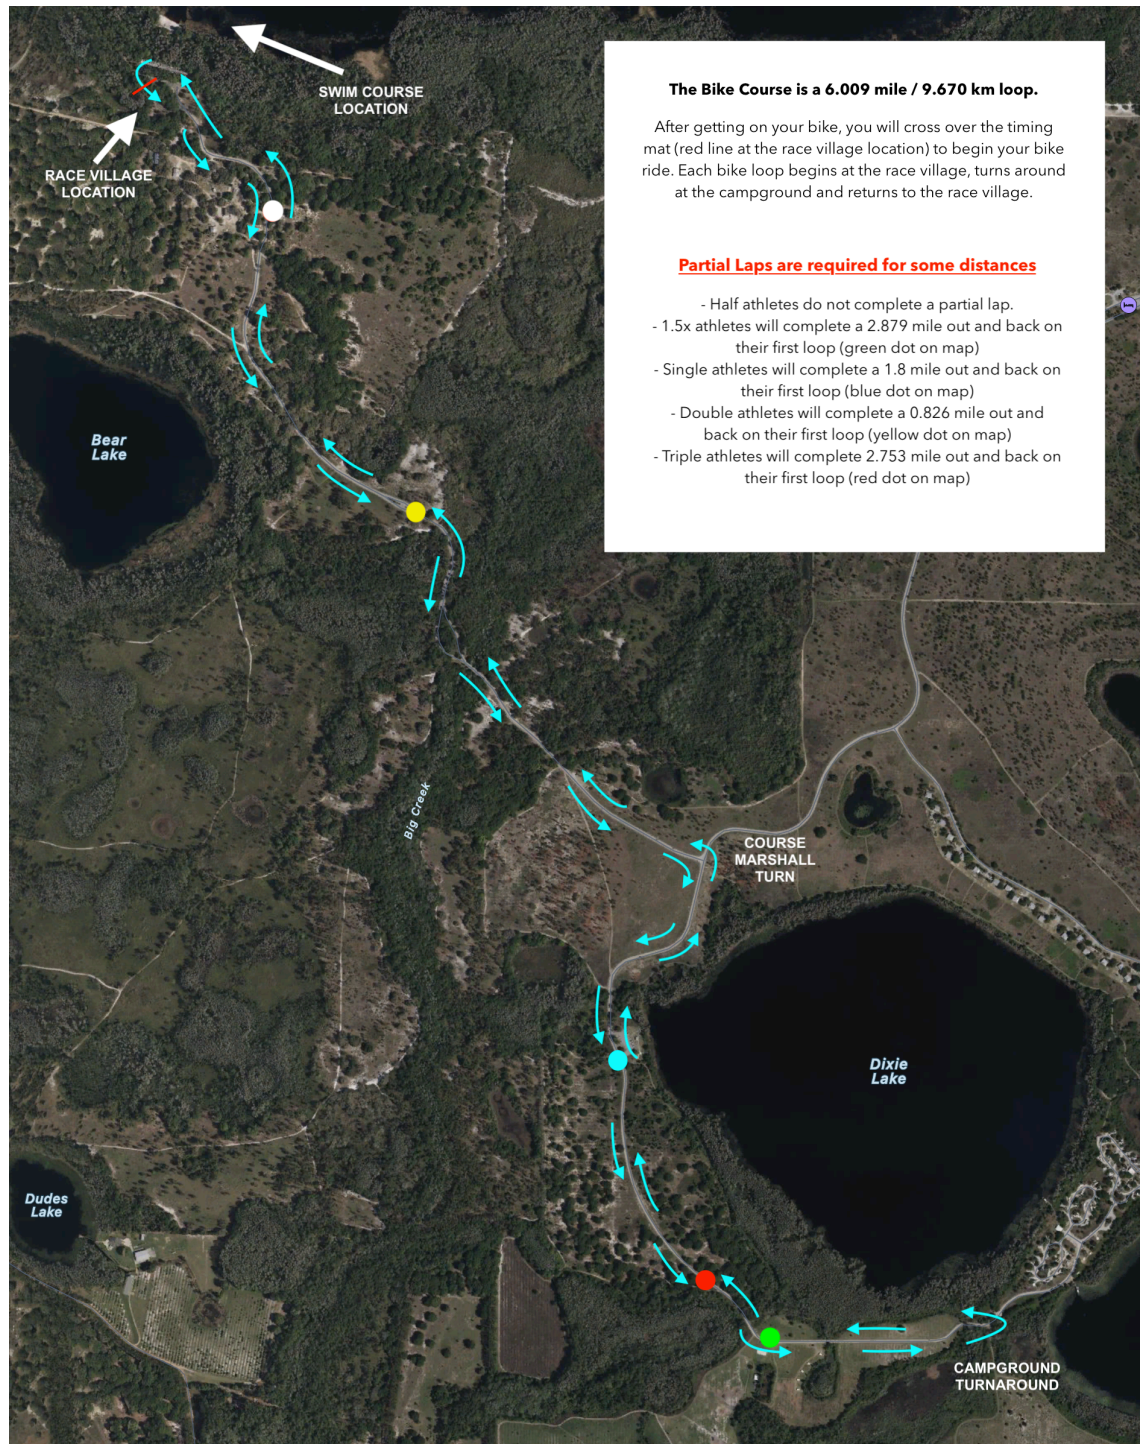 SWIM COURSE
LOCATION
RACE VILLAGE
LOCATION
The Bike Course is a 6.009 mile / 9.670 km loop.
After getting on your bike, you will cross over the timing
mat (red line at the race village location) to begin your bike
ride. Each bike loop begins at the race village, turns around
at the campground and returns to the race village.
Partial Laps are required for some distances
- Half athletes do not complete a partial lap.
- 1.5x athletes will complete a 2.879 mile out and back on
their first loop (green dot on map)
- Single athletes will complete a 1.8 mile out and back on
their first loop (blue dot on map)
- Double athletes will complete a 0.826 mile out and
back on their first loop (yellow dot on map)
- Triple athletes will complete 2.753 mile out and back on
their first loop (red dot on map)
Bear
Lake
Big Creek
COURSE
MARSHALL
TURN
Dixie
Lake
Dudes
Lake
CAMPGROUND
TURNAROUND